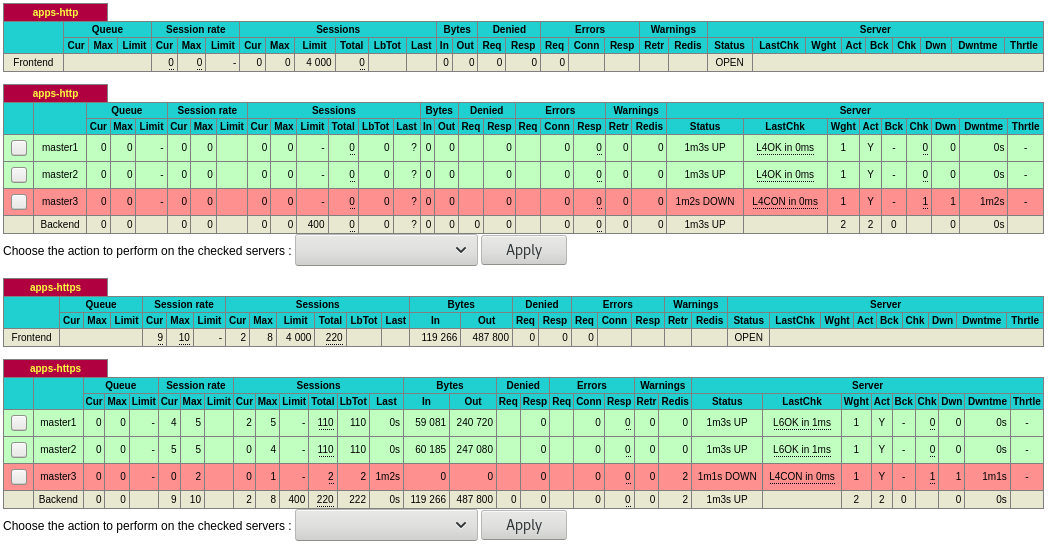 apps-http
Queue Session rate Sessions Bytes Denied Errors Warnings Server
Cur Max Limit Cur Max Limit Cur Max Limit Total LbTot Last In Out Req Resp Req Conn Resp Retr Redis Status LastChk Wght Act Bck Chk Dwn Dwntme Thrtle
Frontend 0 0 - 0 0 4 000 0 0 0 0 0 0 OPEN
apps-http
Queue Session rate Sessions Bytes Denied Errors Warnings Server
Cur Max Limit Cur Max Limit Cur Max Limit Total LbTot Last In Out Req Resp Req Conn Resp Retr Redis Status LastChk Wght Act Bck Chk Dwn Dwntme Thrtle
master1 0 0 - 0 0 0 0 - 0 0 ? 0 0 0 0 0 0 0 1m3s UP L4OK in 0ms 1 Y - 0 0 0s -
master2 0 0 - 0 0 0 0 - 0 0 ? 0 0 0 0 0 0 0 1m3s UP L4OK in 0ms 1 Y - 0 0 0s -
master3 0 0 - 0 0 0 0 - 0 0 ? 0 0 0 0 0 0 0 1m2s DOWN L4CON in 0ms 1 Y - 1 1 1m2s -
Backend 0 0 0 0 0 0 400 0 0 ? 0 0 0 0 0 0 0 0 1m3s UP 2 2 0 0 0s
Choose the action to perform on the checked servers : Apply
apps-https
Queue Session rate Sessions Bytes Denied Errors Warnings Server
Cur Max Limit Cur Max Limit Cur Max Limit Total LbTot Last In Out Req Resp Req Conn Resp Retr Redis Status LastChk Wght Act Bck Chk Dwn Dwntme Thrtle
Frontend 9 10 - 2 8 4 000 220 119 266 487 800 0 0 0 OPEN
apps-https
Queue Session rate Sessions Bytes Denied Errors Warnings Server
Cur Max Limit Cur Max Limit Cur Max Limit Total LbTot Last In Out Req Resp Req Conn Resp Retr Redis Status LastChk Wght Act Bck Chk Dwn Dwntme Thrtle
master1 0 0 - 4 5 2 5 - 110 110 0s 59 081 240 720 0 0 0 0 0 1m3s UP L6OK in 1ms 1 Y - 0 0 0s -
master2 0 0 - 5 5 0 4 - 110 110 0s 60 185 247 080 0 0 0 0 0 1m3s UP L6OK in 1ms 1 Y - 0 0 0s -
master3 0 0 - 0 2 0 1 - 2 2 1m2s 0 0 0 0 0 0 2 1m1s DOWN L4CON in 0ms 1 Y - 1 1 1m1s -
Backend 0 0 9 10 2 8 400 220 222 0s 119 266 487 800 0 0 0 0 0 2 1m3s UP 2 2 0 0 0s
Choose the action to perform on the checked servers : Apply